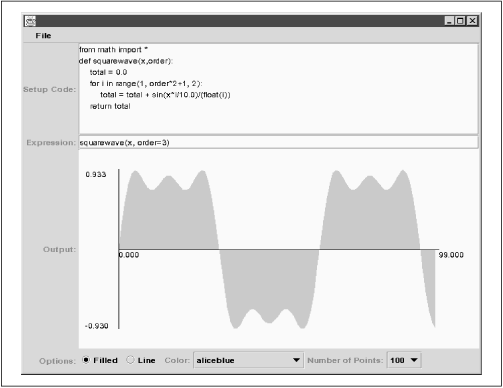 File
Setup Code:
from math import *
def squarewave(x,order):
    total = 0.0
    for i in range(1, order*2+1, 2):
        total = total + sin(x*i/10.0)/(float(i))
    return total
Expression: squarewave(x, order=3)
Output:
0.933
0.000
99.000
-0.930
Options: Filled Line Color: aliceblue Number of Points: 100